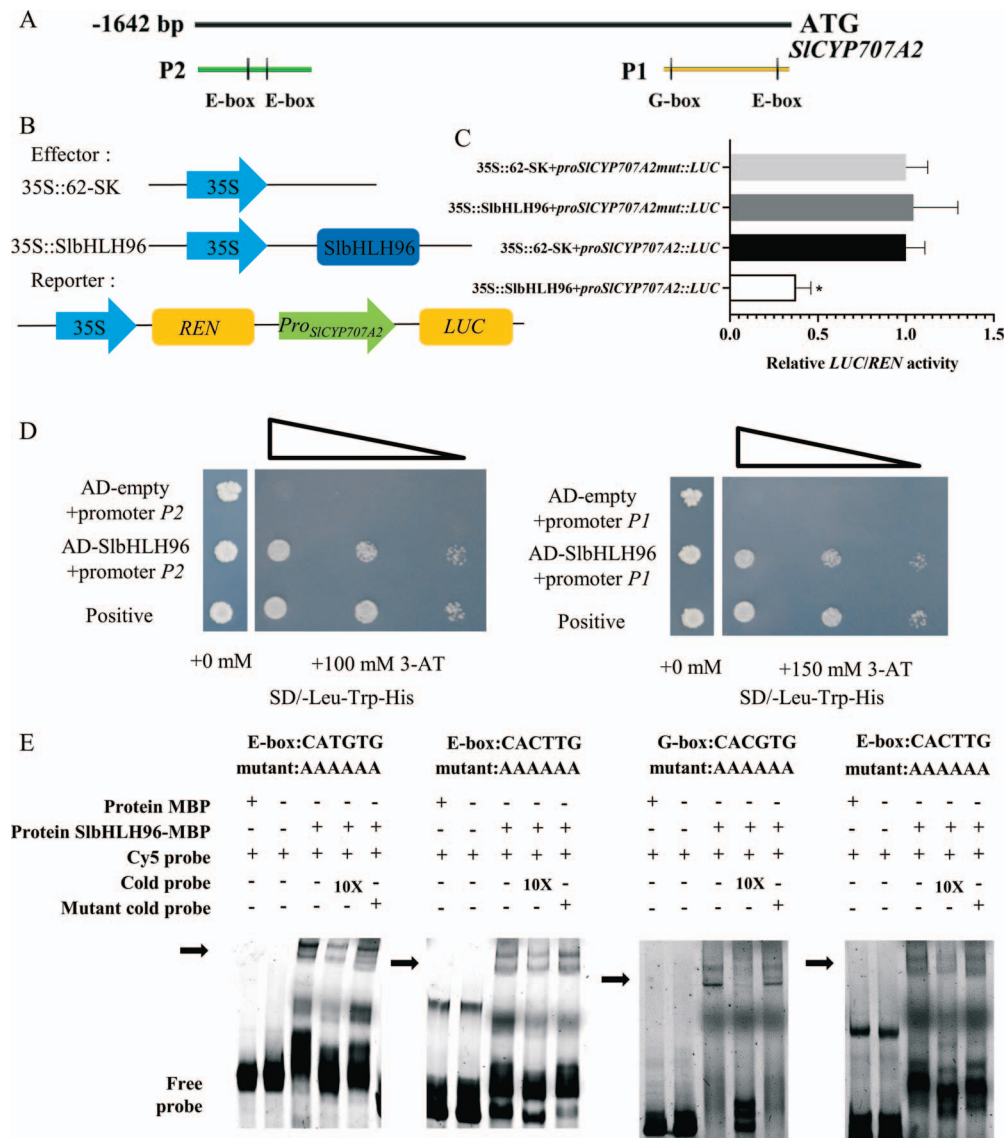 A
-1642 bp
ATG
SlCYP707A2
P2
P1
E-box E-box
G-box E-box
B
Effector :
35S::62-SK
35S
35S::SlbHLH96
35S
SlbHLH96
Reporter :
35S
REN
Pro SlCYP707A2
LUC
C
35S::62-SK+proSlCYP707A2mut::LUC
35S::SlbHLH96+proSlCYP707A2mut::LUC
35S::62-SK+proSlCYP707A2::LUC
35S::SlbHLH96+proSlCYP707A2::LUC
*
0.0 0.5 1.0 1.5
Relative LUC/REN activity
D
AD-empty
+promoter P2
AD-SlbHLH96
+promoter P2
Positive
+0 mM
+100 mM 3-AT
SD/-Leu-Trp-His
AD-empty
+promoter P1
AD-SlbHLH96
+promoter P1
Positive
+0 mM
+150 mM 3-AT
SD/-Leu-Trp-His
E
E-box:CATGTG E-box:CACTTG G-box:CACGTG E-box:CACTTG
mutant:AAAAAA mutant:AAAAAA mutant:AAAAAA mutant:AAAAAA
Protein MBP + - - - - + - - - - + - - - - + - - - -
Protein SlbHLH96-MBP - - + + + - - + + + - - + + + - - + + +
Cy5 probe + + + + + + + + + + + + + + + + + + + +
Cold probe - - - 10X - - - - 10X - - - - 10X - - - - 10X -
Mutant cold probe - - - - + - - - - + - - - - + - - - - +
Free
probe